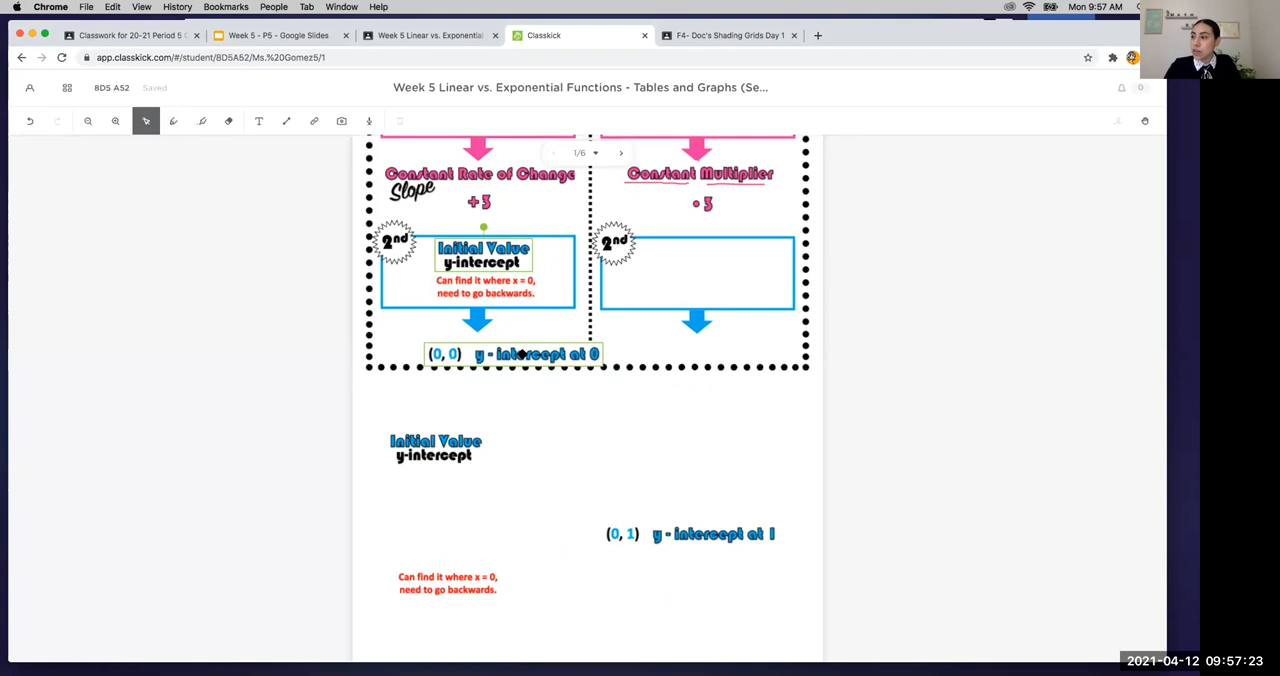 Chrome File Edit View History Bookmarks People Tab Window Help Mon 9:57 AM
Classwork for 20-21 Period 5 Week 5 - P5 - Google Slides Week 5 Linear vs. Exponential Classkick F4- Doc's Shading Grids Day 1
app.classkick.com/#/student/8D5A52/Ms.%20Gomez5/1
8D5 A52 Saved Week 5 Linear vs. Exponential Functions - Tables and Graphs (Se... 0
1/6
Constant Rate of Change Constant Multiplier
Slope
+ 3 • 3
2nd Initial Value 2nd
y-intercept
Can find it where x = 0,
need to go backwards.
(0, 0) y - intercept at 0
Initial Value
y-intercept
(0, 1) y - intercept at 1
Can find it where x = 0,
need to go backwards.
2021-04-12 09:57:23